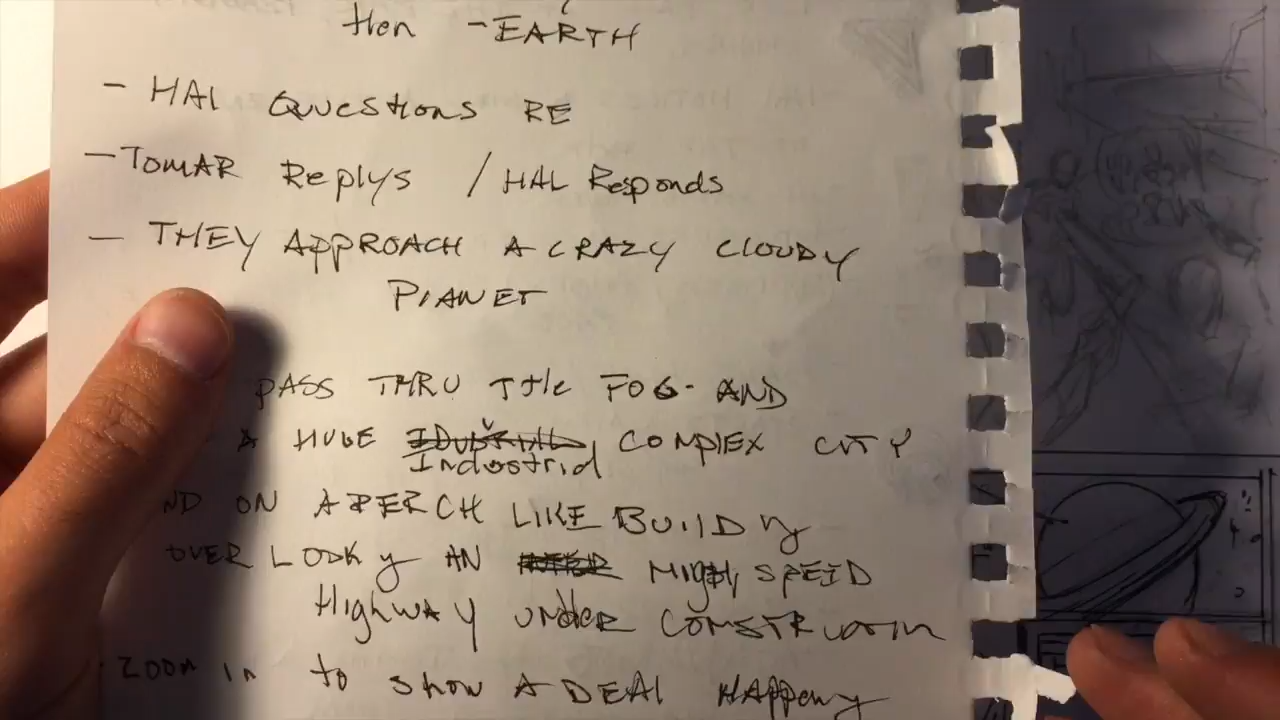 then - EARTH
- HAL Questions RE
- TOMAR Replys / HAL Responds
- THEY APPROACH A CRAZY CLOUDY
PLANET
PASS THRU THE FOG - AND
A HUGE Industrial COMPLEX CITY
ND ON A PERCH LIKE BUILDING
OVER LOOKING AN HIGH SPEED
HigHWAY UNDER CONSTRUCTION
ZOOM IN to SHOW A DEAL HAPPENING